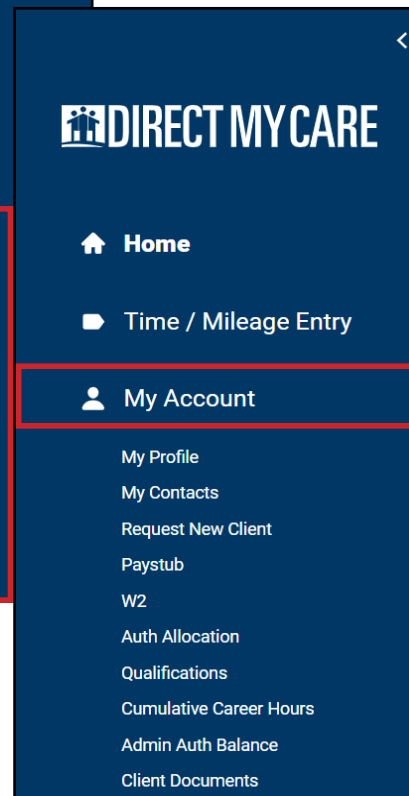 DIRECT MY CARE
Home
Time / Mileage Entry
My Account
My Profile
My Contacts
Request New Client
Paystub
W2
Auth Allocation
Qualifications
Cumulative Career Hours
Admin Auth Balance
Client Documents